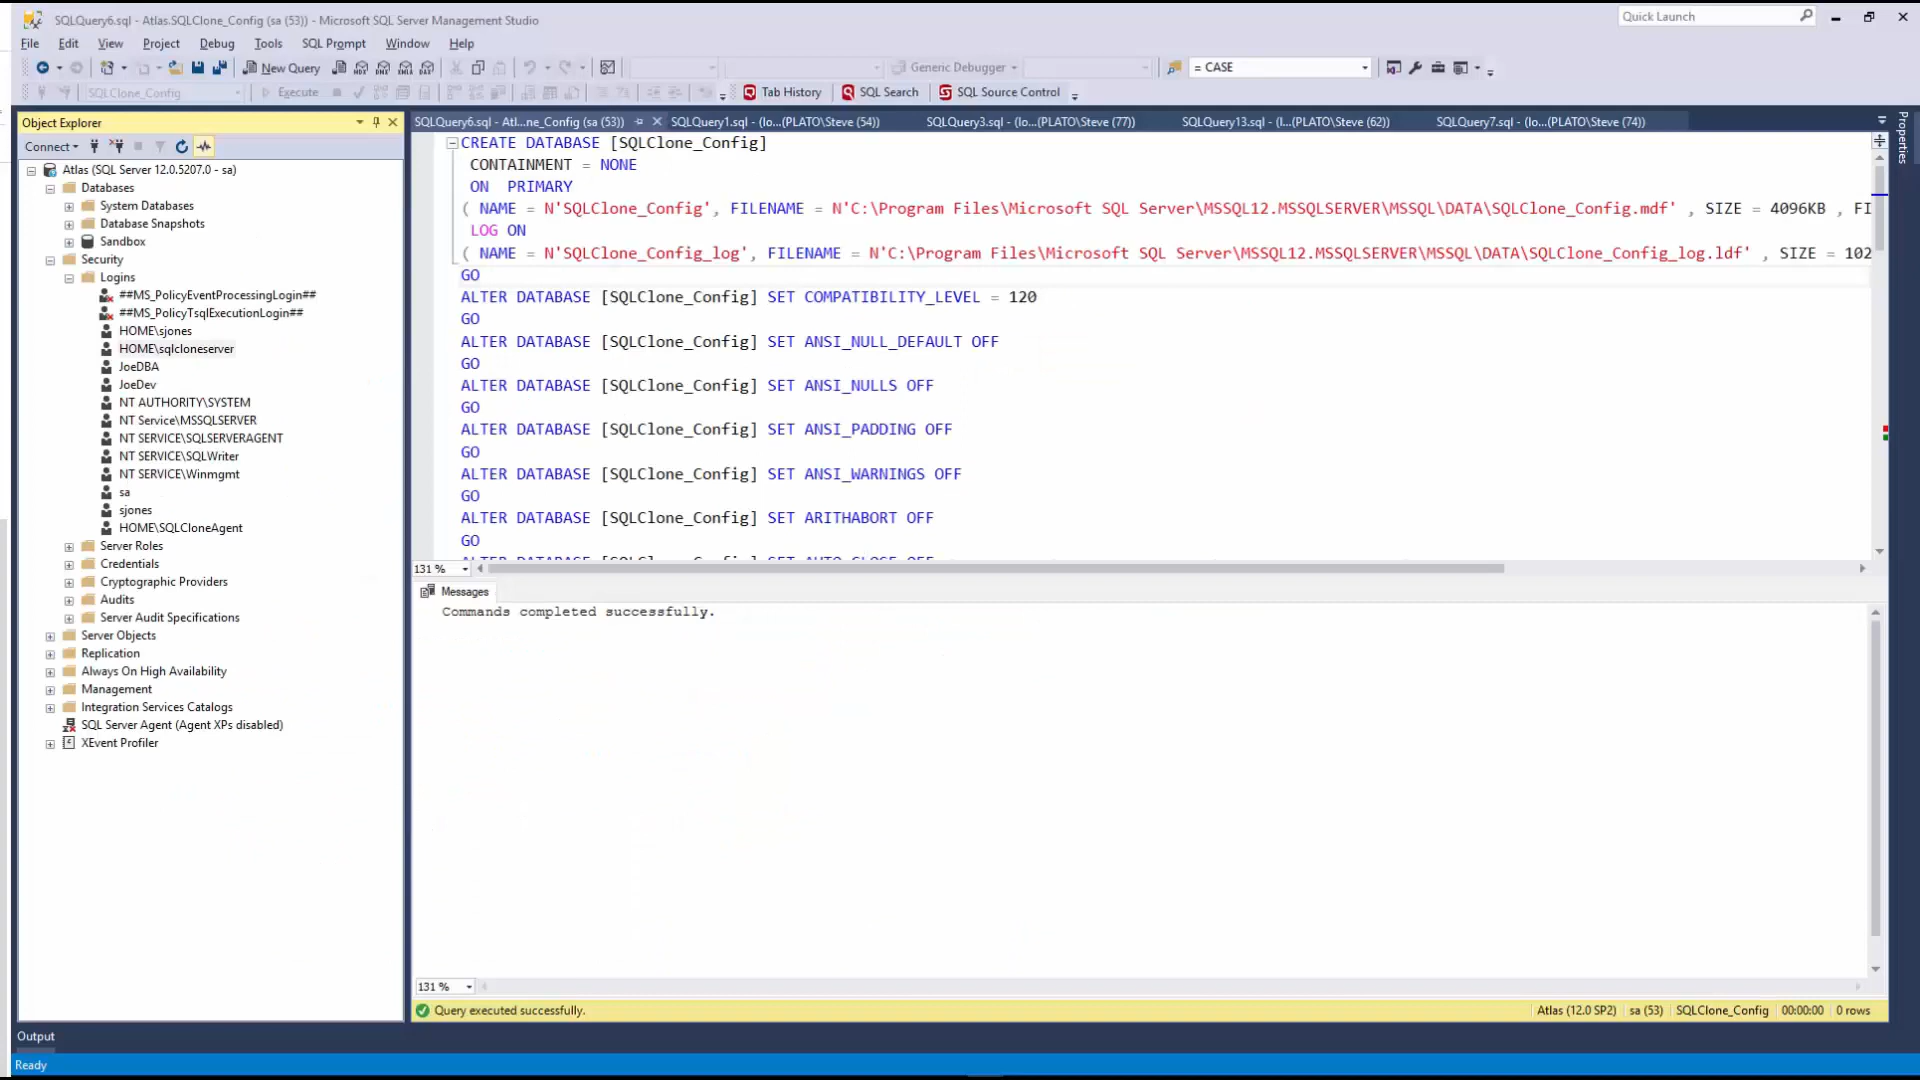 SQLQuery6.sql - Atlas.SQLClone_Config (sa (53)) - Microsoft SQL Server Management Studio
Quick Launch
File Edit View Project Debug Tools SQL Prompt Window Help
New Query
Generic Debugger
= CASE
SQLClone_Config
Execute
Tab History
SQL Search
SQL Source Control
Object Explorer
Connect
Atlas (SQL Server 12.0.5207.0 - sa)
Databases
System Databases
Database Snapshots
Sandbox
Security
Logins
##MS_PolicyEventProcessingLogin##
##MS_PolicyTsqlExecutionLogin##
HOME\sjones
HOME\sqlcloneserver
JoeDBA
JoeDev
NT AUTHORITY\SYSTEM
NT Service\MSSQLSERVER
NT SERVICE\SQLSERVERAGENT
NT SERVICE\SQLWriter
NT SERVICE\Winmgmt
sa
sjones
HOME\SQLCloneAgent
Server Roles
Credentials
Cryptographic Providers
Audits
Server Audit Specifications
Server Objects
Replication
Always On High Availability
Management
Integration Services Catalogs
SQL Server Agent (Agent XPs disabled)
XEvent Profiler
SQLQuery6.sql - Atl...ne_Config (sa (53))
SQLQuery1.sql - (lo...(PLATO\Steve (54))
SQLQuery3.sql - (lo...(PLATO\Steve (77))
SQLQuery13.sql - (l...(PLATO\Steve (62))
SQLQuery7.sql - (lo...(PLATO\Steve (74))
Properties
CREATE DATABASE [SQLClone_Config]
CONTAINMENT = NONE
ON PRIMARY
( NAME = N'SQLClone_Config', FILENAME = N'C:\Program Files\Microsoft SQL Server\MSSQL12.MSSQLSERVER\MSSQL\DATA\SQLClone_Config.mdf' , SIZE = 4096KB , FI
LOG ON
( NAME = N'SQLClone_Config_log', FILENAME = N'C:\Program Files\Microsoft SQL Server\MSSQL12.MSSQLSERVER\MSSQL\DATA\SQLClone_Config_log.ldf' , SIZE = 102
GO
ALTER DATABASE [SQLClone_Config] SET COMPATIBILITY_LEVEL = 120
GO
ALTER DATABASE [SQLClone_Config] SET ANSI_NULL_DEFAULT OFF
GO
ALTER DATABASE [SQLClone_Config] SET ANSI_NULLS OFF
GO
ALTER DATABASE [SQLClone_Config] SET ANSI_PADDING OFF
GO
ALTER DATABASE [SQLClone_Config] SET ANSI_WARNINGS OFF
GO
ALTER DATABASE [SQLClone_Config] SET ARITHABORT OFF
GO
ALTER DATABASE [SQLClone_Config] SET AUTO_CLOSE OFF
131 %
Messages
Commands completed successfully.
131 %
Query executed successfully.
Atlas (12.0 SP2)
sa (53)
SQLClone_Config
00:00:00
0 rows
Output
Ready